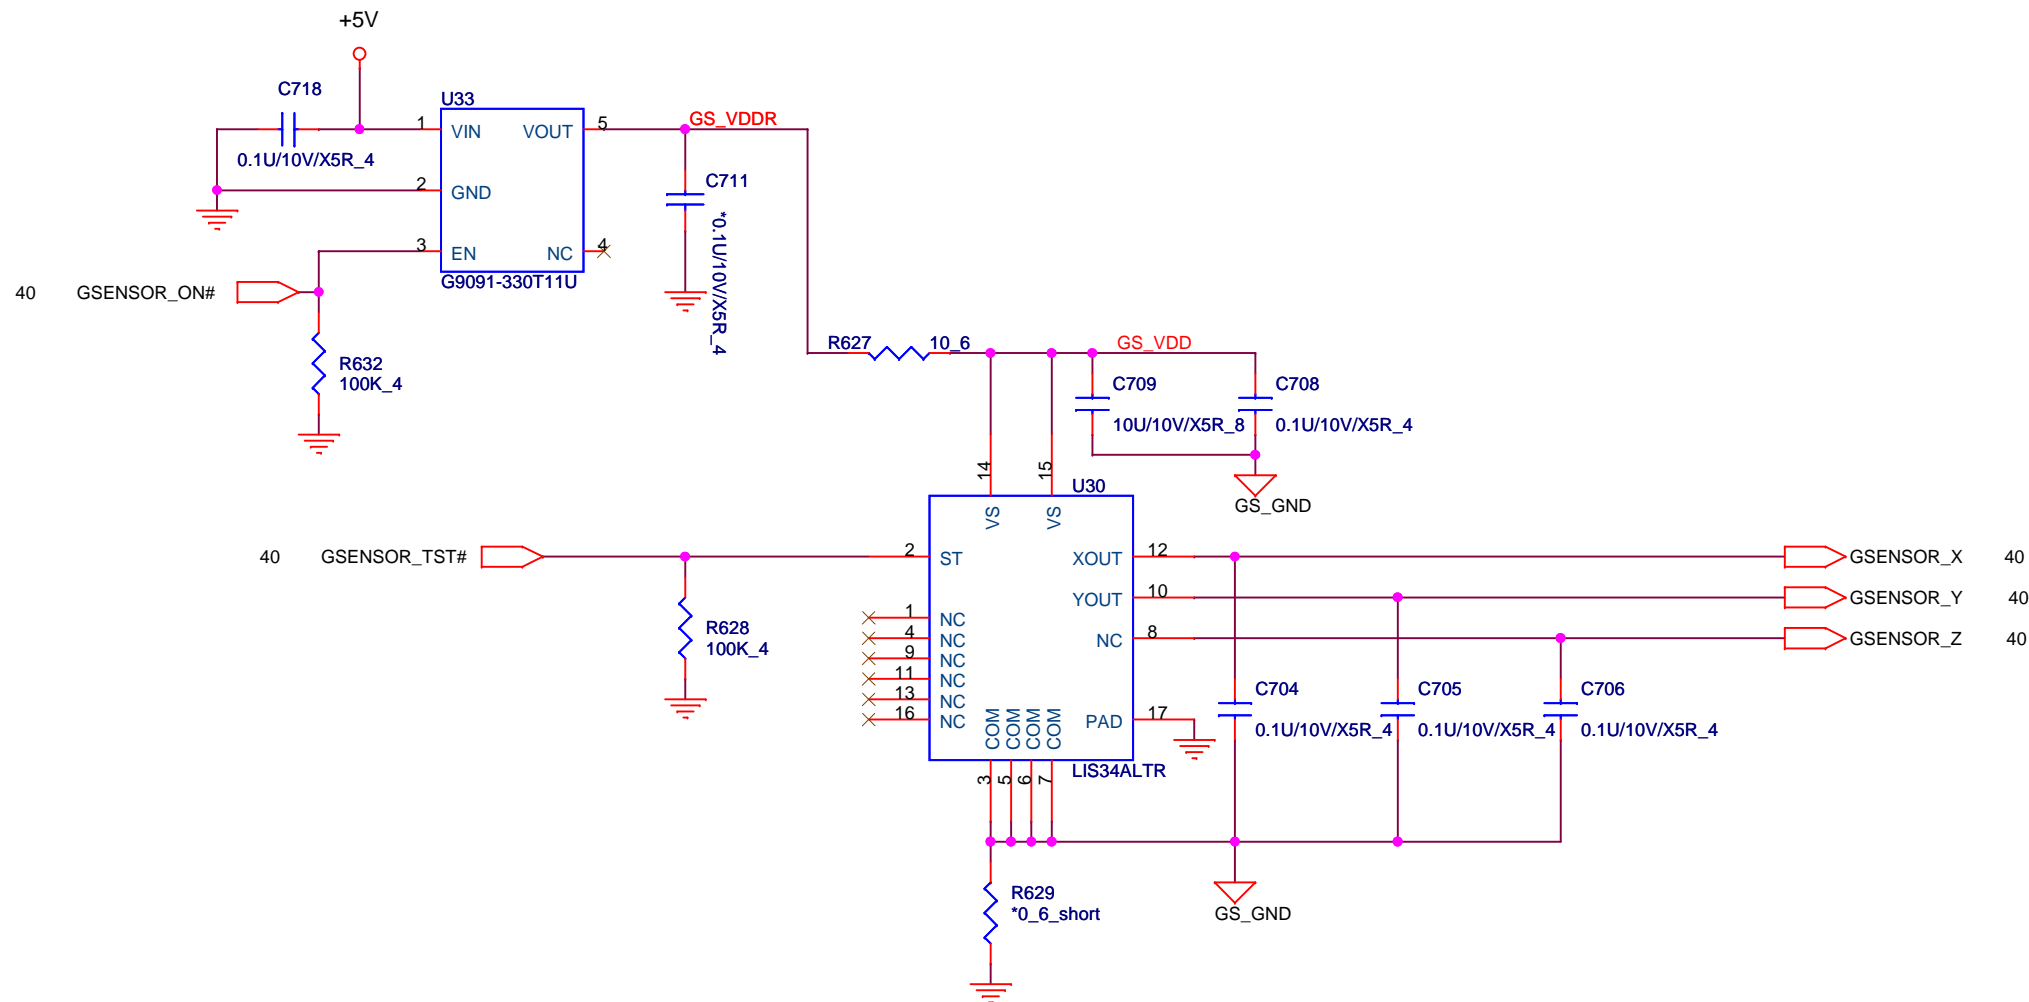 +5V
C718
0.1U/10V/X5R_4
U33
1
VIN
VOUT
5
2
GND
3
EN
NC
4
G9091-330T11U
GS_VDDR
C711
*0.1U/10V/X5R_4
40
GSENSOR_ON#
R632
100K_4
R627
10_6
GS_VDD
C709
10U/10V/X5R_8
C708
0.1U/10V/X5R_4
GS_GND
14
15
U30
VS
VS
40
GSENSOR_TST#
2
ST
XOUT
12
GSENSOR_X
40
YOUT
10
GSENSOR_Y
40
NC
8
GSENSOR_Z
40
1
NC
4
NC
9
NC
11
NC
13
NC
16
NC
R628
100K_4
COM
COM
COM
COM
PAD
17
C704
0.1U/10V/X5R_4
C705
0.1U/10V/X5R_4
C706
0.1U/10V/X5R_4
LIS34ALTR
3
5
6
7
R629
*0_6_short
GS_GND